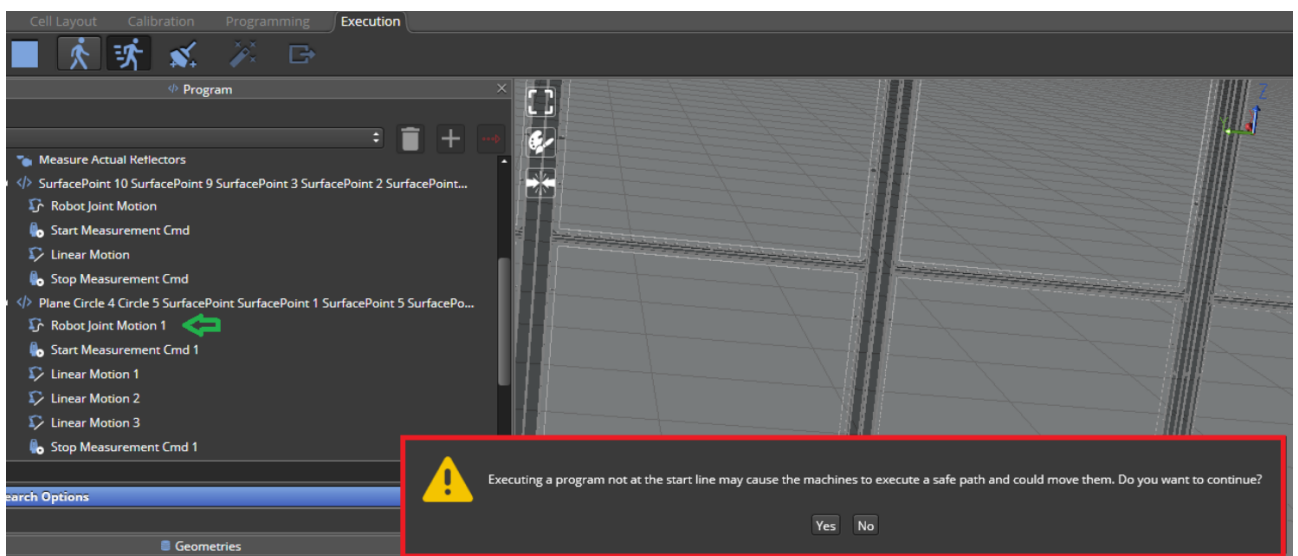 Cell Layout Calibration Programming Execution
Program
Measure Actual Reflectors
SurfacePoint 10 SurfacePoint 9 SurfacePoint 3 SurfacePoint 2 SurfacePoint...
Robot Joint Motion
Start Measurement Cmd
Linear Motion
Stop Measurement Cmd
Plane Circle 4 Circle 5 SurfacePoint SurfacePoint 1 SurfacePoint 5 SurfacePo...
Robot Joint Motion 1
Start Measurement Cmd 1
Linear Motion 1
Linear Motion 2
Linear Motion 3
Stop Measurement Cmd 1
earch Options
Geometries
Z
Y
Executing a program not at the start line may cause the machines to execute a safe path and could move them. Do you want to continue?
Yes No